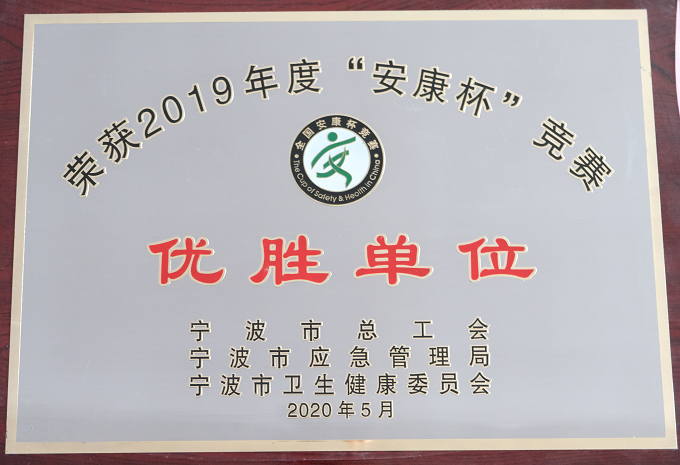 荣获2019年度“安康杯”竞赛
全国安康杯竞赛
The Cup of Safety & Health in China
优胜单位
宁波市总工会
宁波市应急管理局
宁波市卫生健康委员会
2020年5月